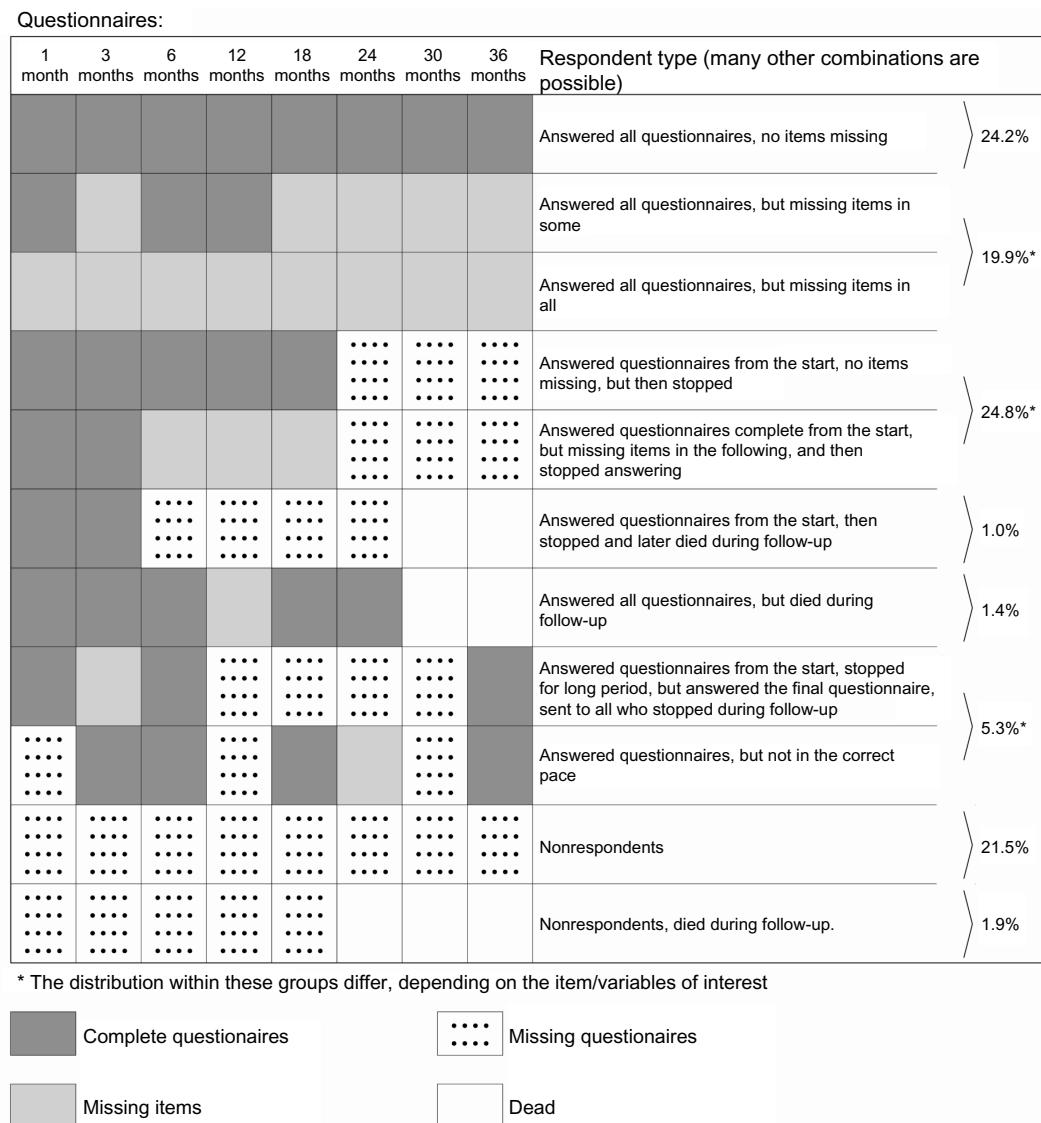 Questionnaires:
1 month
3 months
6 months
12 months
18 months
24 months
30 months
36 months
Respondent type (many other combinations are
possible)
Answered all questionnaires, no items missing
24.2%
Answered all questionnaires, but missing items in
some
19.9%*
Answered all questionnaires, but missing items in
all
Answered questionnaires from the start, no items
missing, but then stopped
24.8%*
Answered questionnaires complete from the start,
but missing items in the following, and then
stopped answering
Answered questionnaires from the start, then
stopped and later died during follow-up
1.0%
Answered all questionnaires, but died during
follow-up
1.4%
Answered questionnaires from the start, stopped
for long period, but answered the final questionnaire,
sent to all who stopped during follow-up
5.3%*
Answered questionnaires, but not in the correct
pace
Nonrespondents
21.5%
Nonrespondents, died during follow-up.
1.9%
* The distribution within these groups differ, depending on the item/variables of interest
Complete questionaires
Missing questionaires
Missing items
Dead